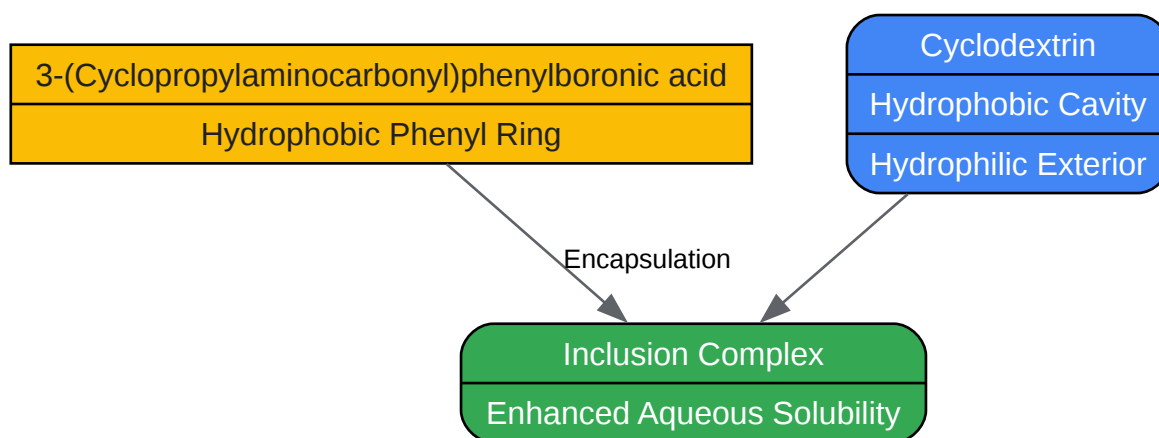 3-(Cyclopropylaminocarbonyl)phenylboronic acid
Hydrophobic Phenyl Ring
Cyclodextrin
Hydrophobic Cavity
Hydrophilic Exterior
Encapsulation
Inclusion Complex
Enhanced Aqueous Solubility